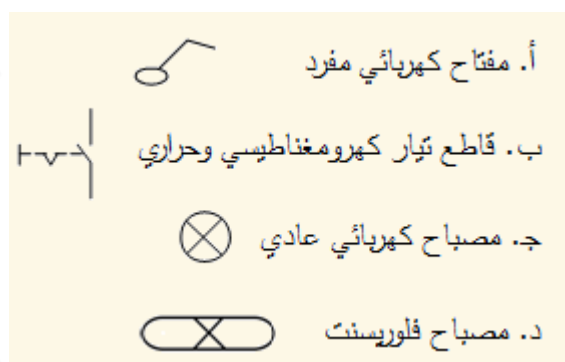 أ. مفتاح كهربائي مفرد
ب. قاطع تيار كهرومغناطيسي وحراري
ج. مصباح كهربائي عادي
د. مصباح فلوريسنت